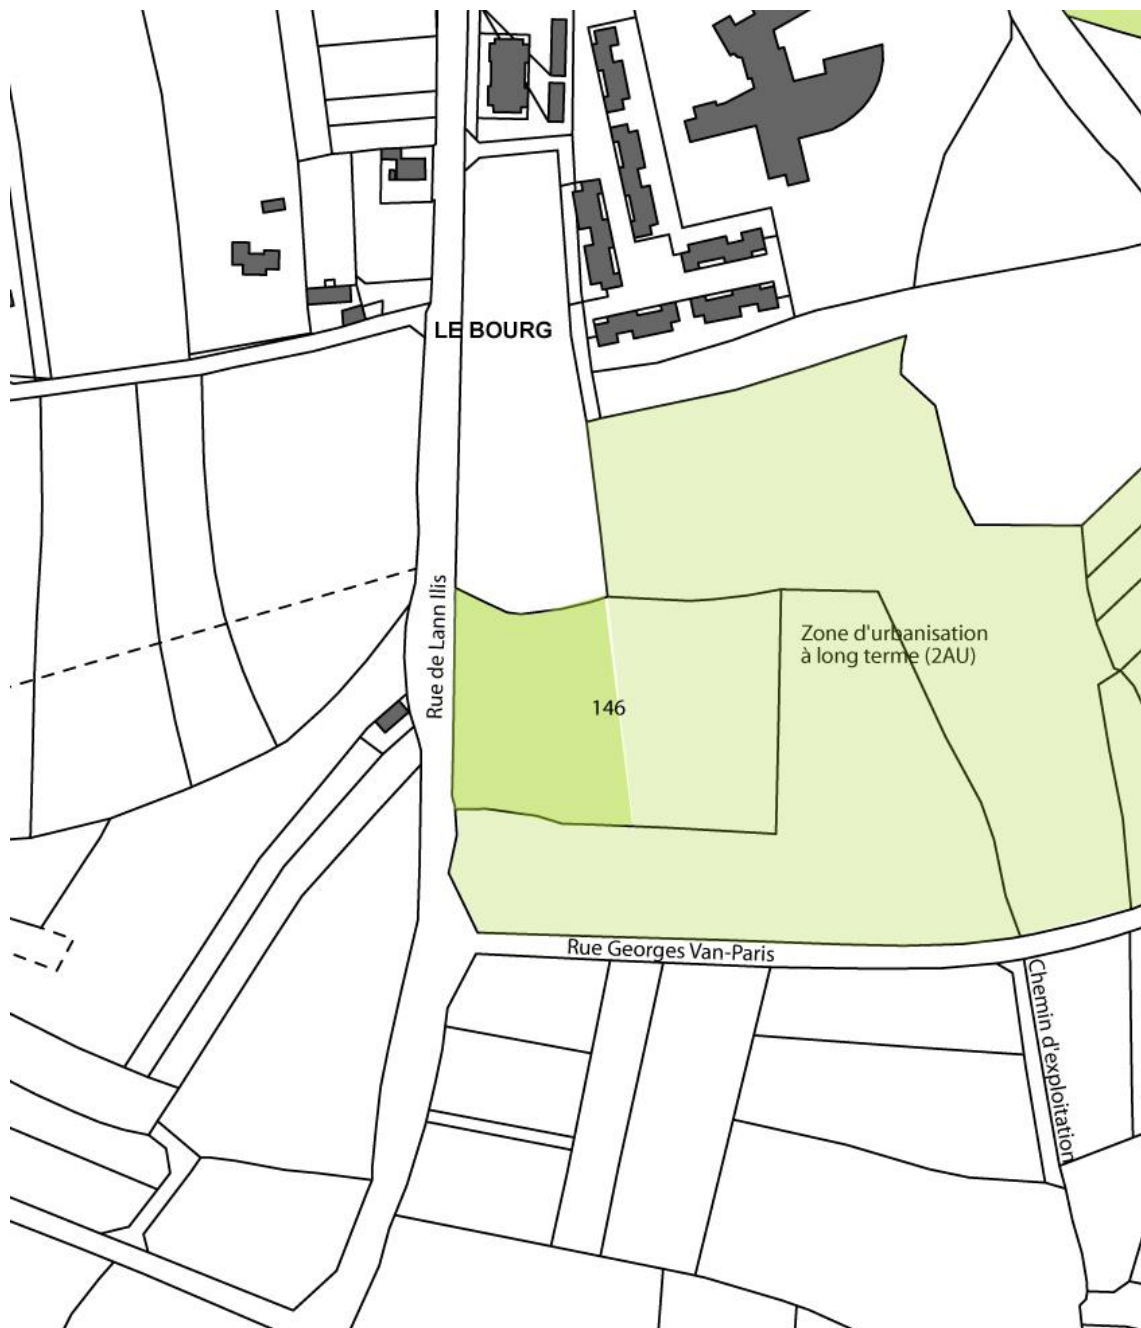 LE BOURG
Rue de Lann Ilis
Zone d'urbanisation
à long terme (2AU)
146
Rue Georges Van-Paris
Chemin d'exploitation